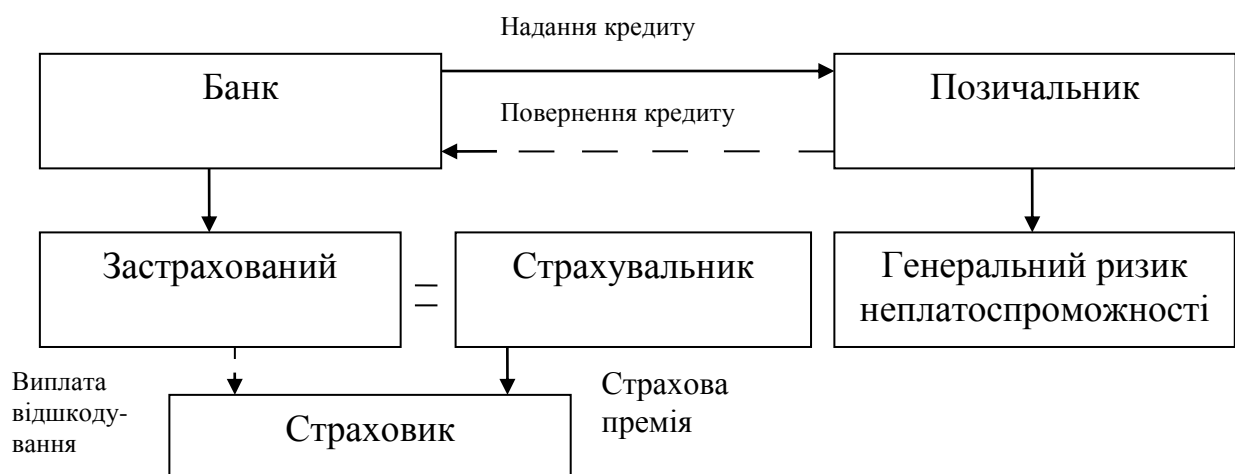 Надання кредиту
Банк
Позичальник
Повернення кредиту
Застрахований
=
Страхувальник
Генеральний ризик
неплатоспроможності
Виплата
відшкоду-
вання
Страхова
премія
Страховик